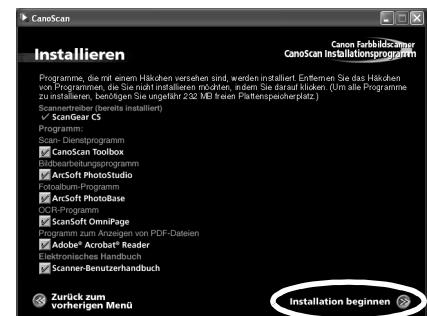 CanoScan
Installieren
Canon Farbbildscanner
CanoScan Installationsprogramm
Programme, die mit einem Häkchen versehen sind, werden installiert. Entfernen Sie das Häkchen
von Programmen, die Sie nicht installieren möchten, indem Sie darauf klicken. (Um alle Programme
zu installieren, benötigen Sie ungefähr 232 MB freien Plattenspeicherplatz.)
Scannertreiber (bereits installiert)
ScanGear CS
Programm:
Scan- Dienstprogramm
CanoScan Toolbox
Bildbearbeitungsprogramm
ArcSoft PhotoStudio
Fotoalbum-Programm
ArcSoft PhotoBase
OCR-Programm
ScanSoft OmniPage
Programm zum Anzeigen von PDF-Dateien
Adobe® Acrobat® Reader
Elektronisches Handbuch
Scanner-Benutzerhandbuch
Zurück zum
vorherigen Menü
Installation beginnen